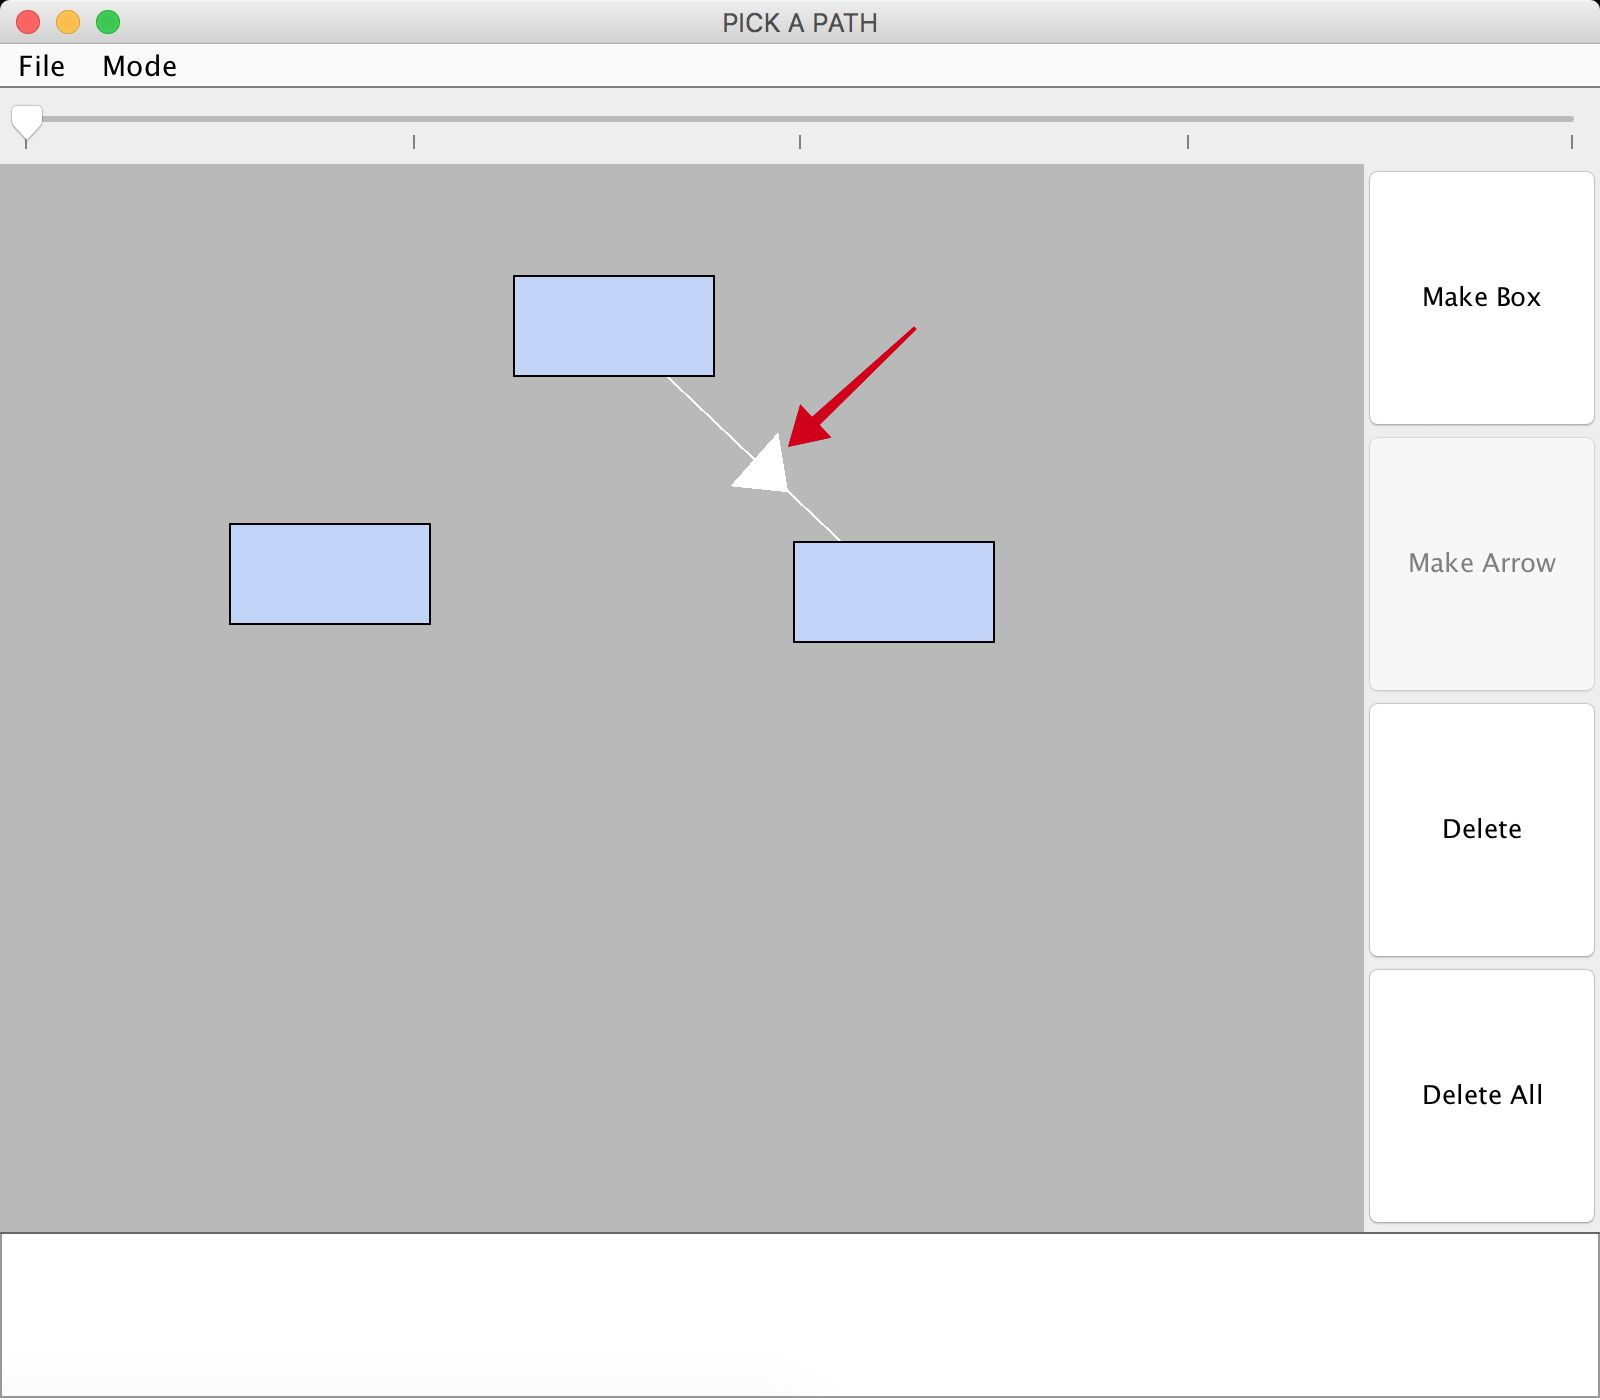 PICK A PATH
File Mode
Make Box
Make Arrow
Delete
Delete All